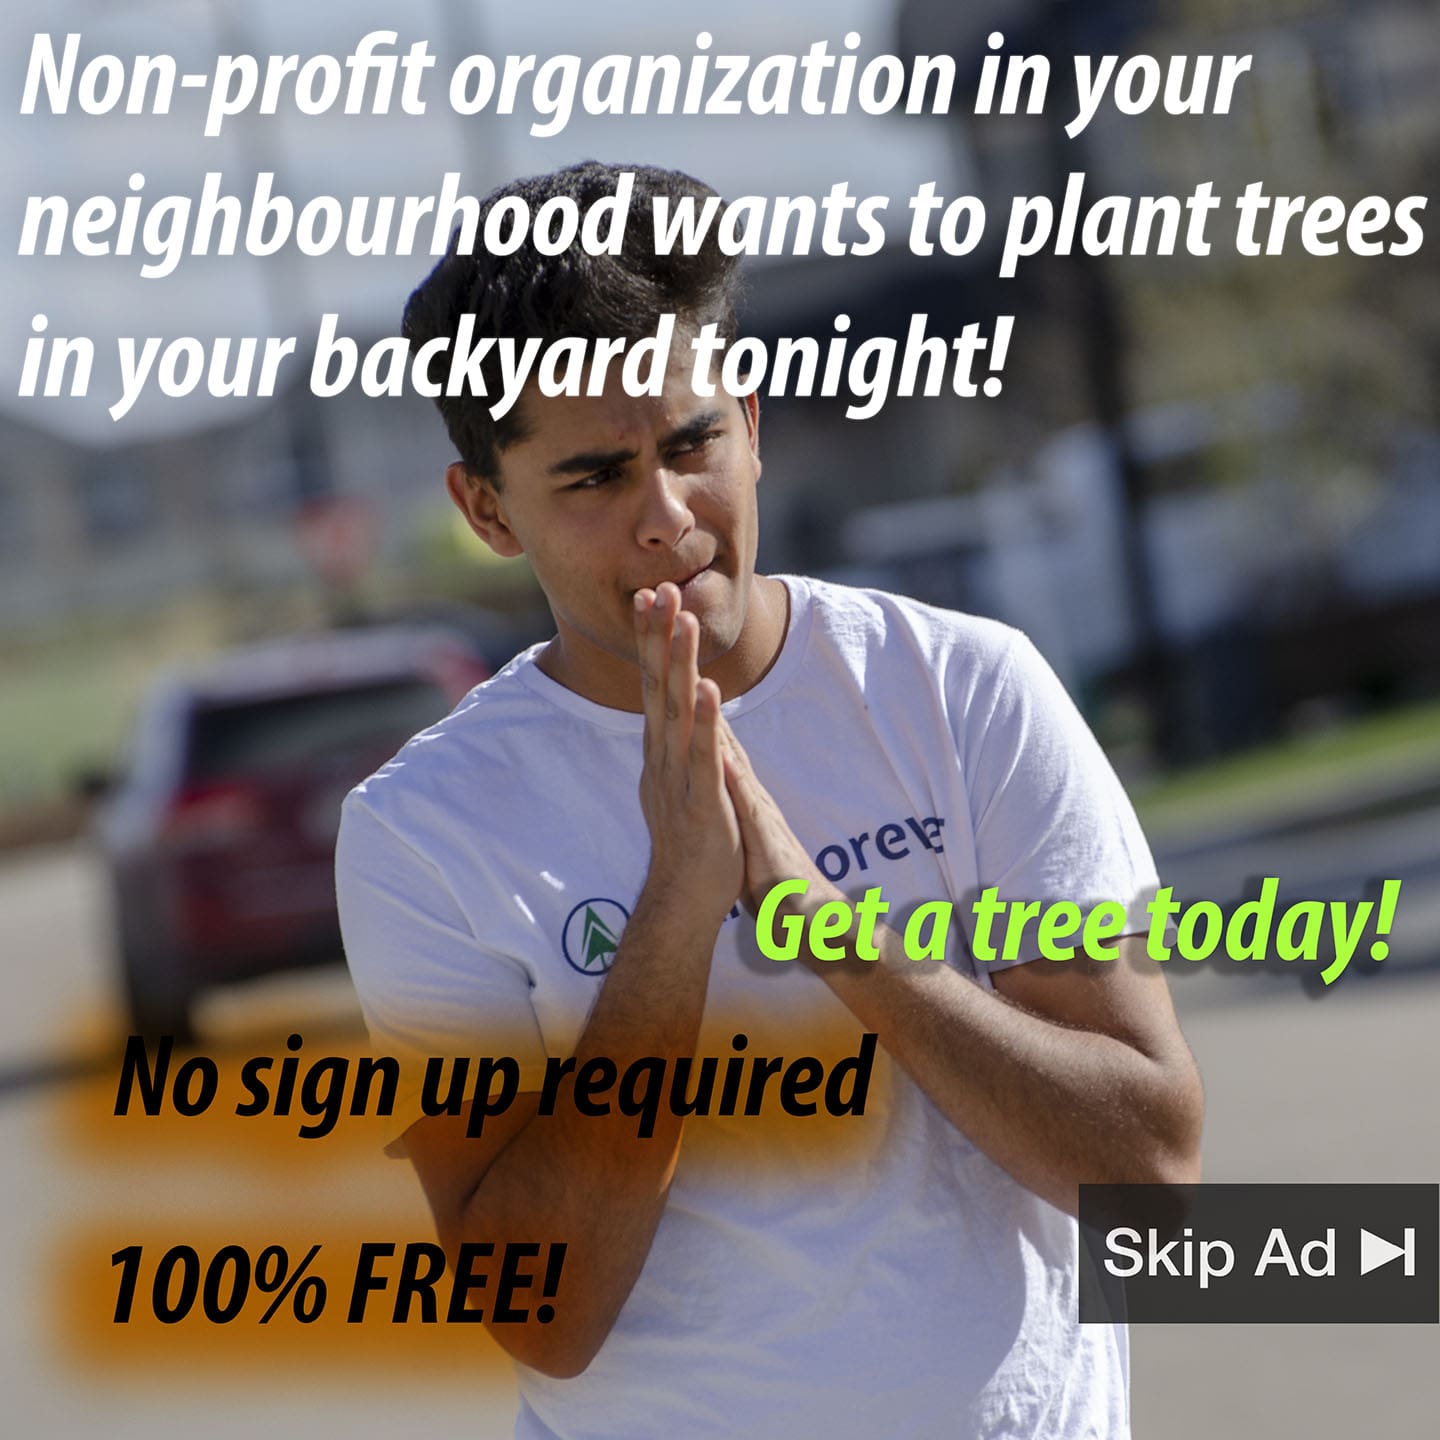 Non-profit organization in your
neighbourhood wants to plant trees
in your backyard tonight!
oreve
Get a tree today!
No sign up required
100% FREE!
Skip Ad